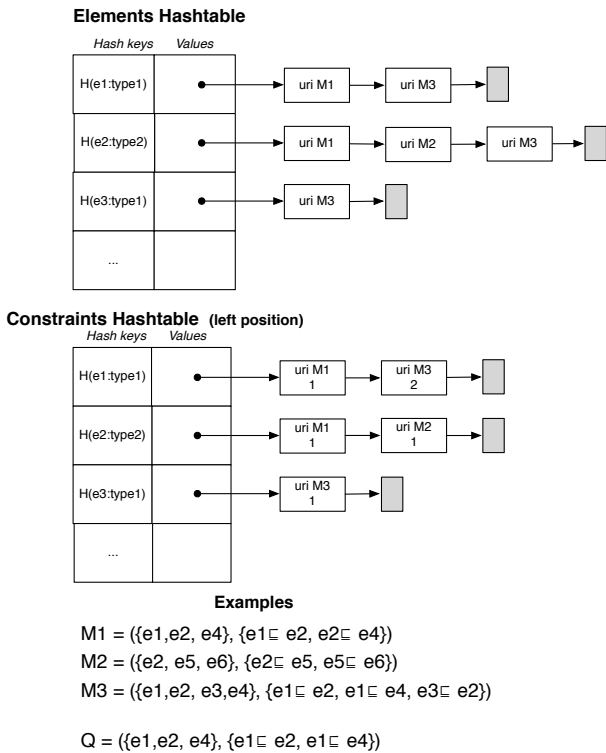 Elements Hashtable
Hash keys Values
H(e1:type1) uri M1 uri M3
H(e2:type2) uri M1 uri M2 uri M3
H(e3:type1) uri M3
...
Constraints Hashtable (left position)
Hash keys Values
H(e1:type1) uri M1 1 uri M3 2
H(e2:type2) uri M1 1 uri M2 1
H(e3:type1) uri M3 1
...
Examples
M1 = ({e1,e2, e4}, {e1⊑ e2, e2⊑ e4})
M2 = ({e2, e5, e6}, {e2⊑ e5, e5⊑ e6})
M3 = ({e1,e2, e3,e4}, {e1⊑ e2, e1⊑ e4, e3⊑ e2})
Q = ({e1,e2, e4}, {e1⊑ e2, e1⊑ e4})